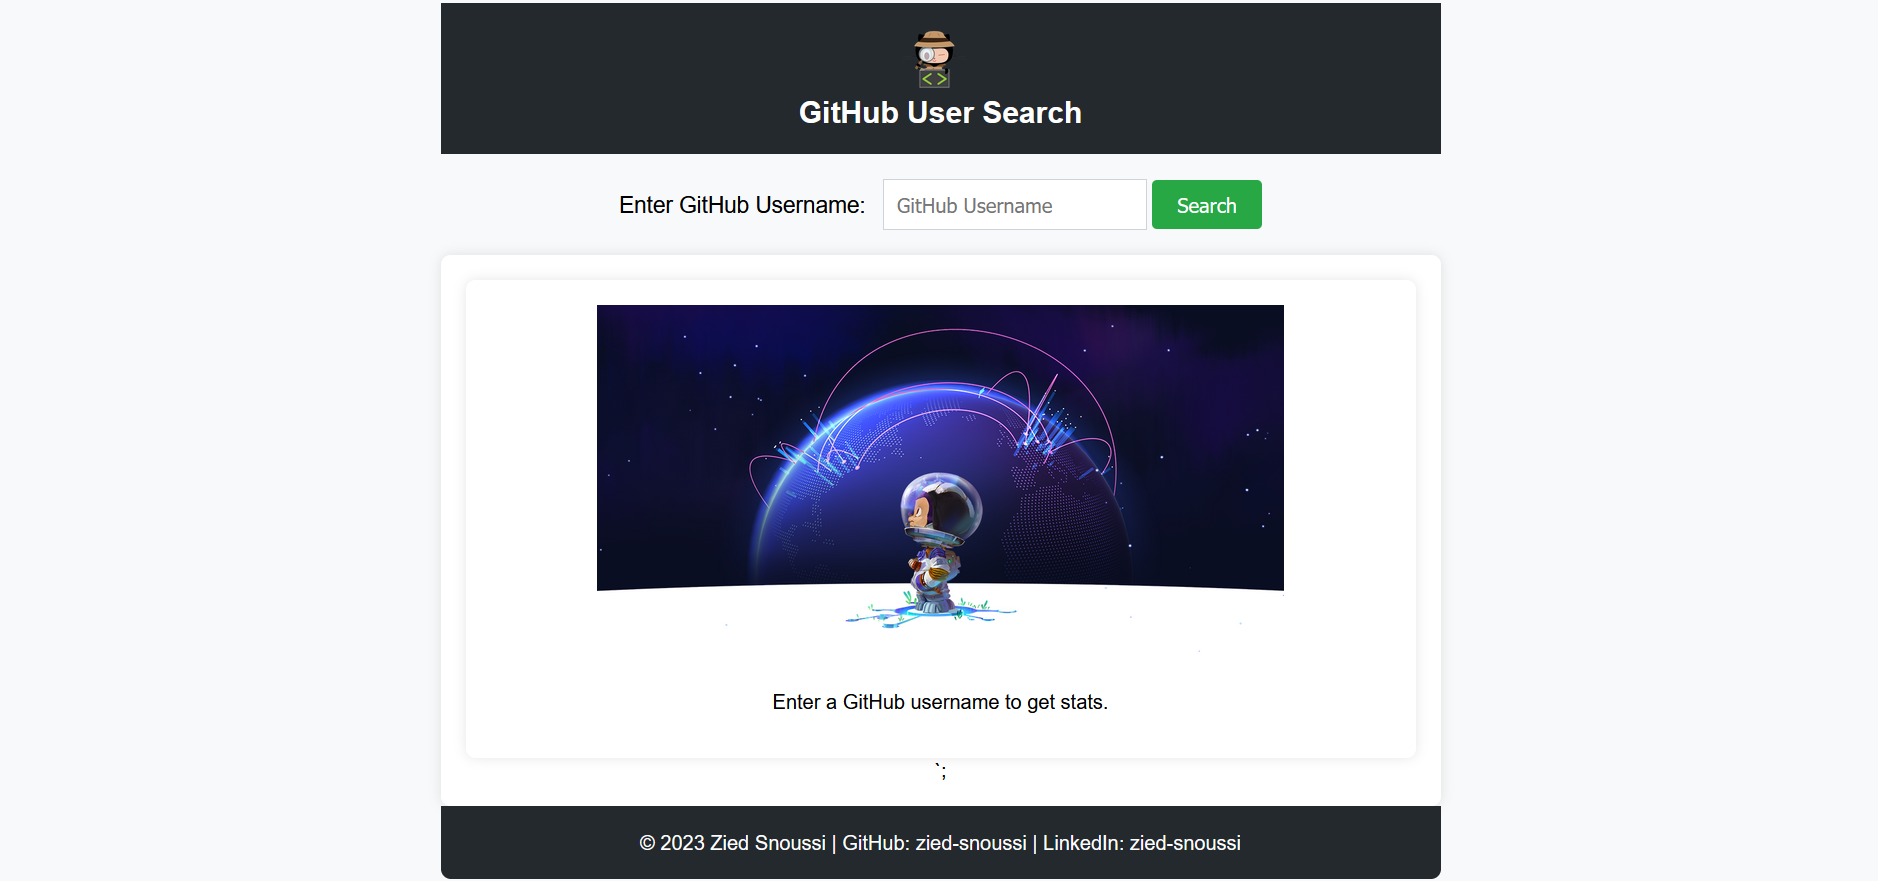 < >
GitHub User Search
Enter GitHub Username: GitHub Username Search
Enter a GitHub username to get stats.
`;
© 2023 Zied Snoussi | GitHub: zied-snoussi | LinkedIn: zied-snoussi